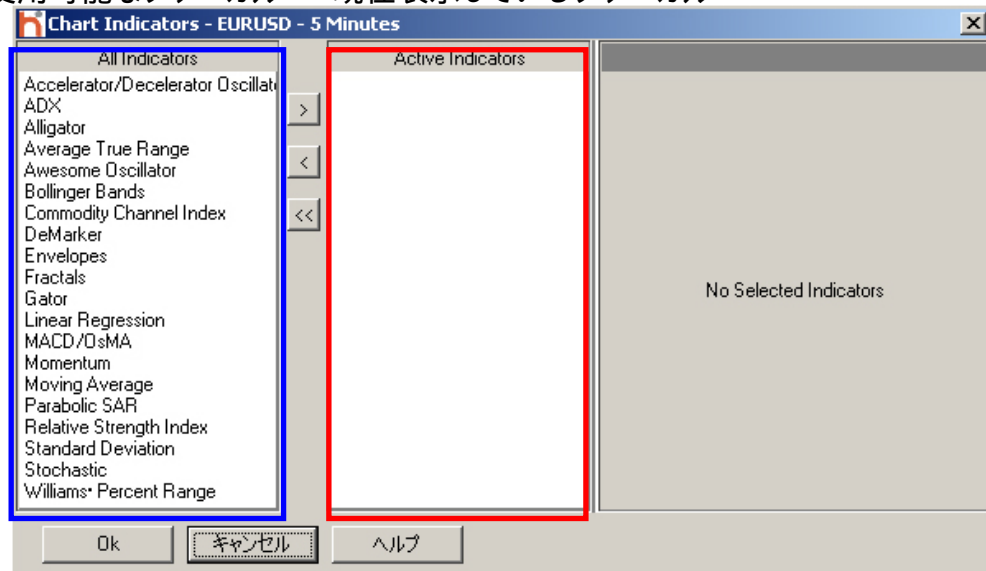 Chart Indicators - EURUSD - 5 Minutes
All Indicators
Accelerator/Decelerator Oscillat
ADX
Alligator
Average True Range
Awesome Oscillator
Bollinger Bands
Commodity Channel Index
DeMarker
Envelopes
Fractals
Gator
Linear Regression
MACD/OsMA
Momentum
Moving Average
Parabolic SAR
Relative Strength Index
Standard Deviation
Stochastic
Williams· Percent Range
>
<
<<
Active Indicators
No Selected Indicators
Ok
キャンセル
ヘルプ